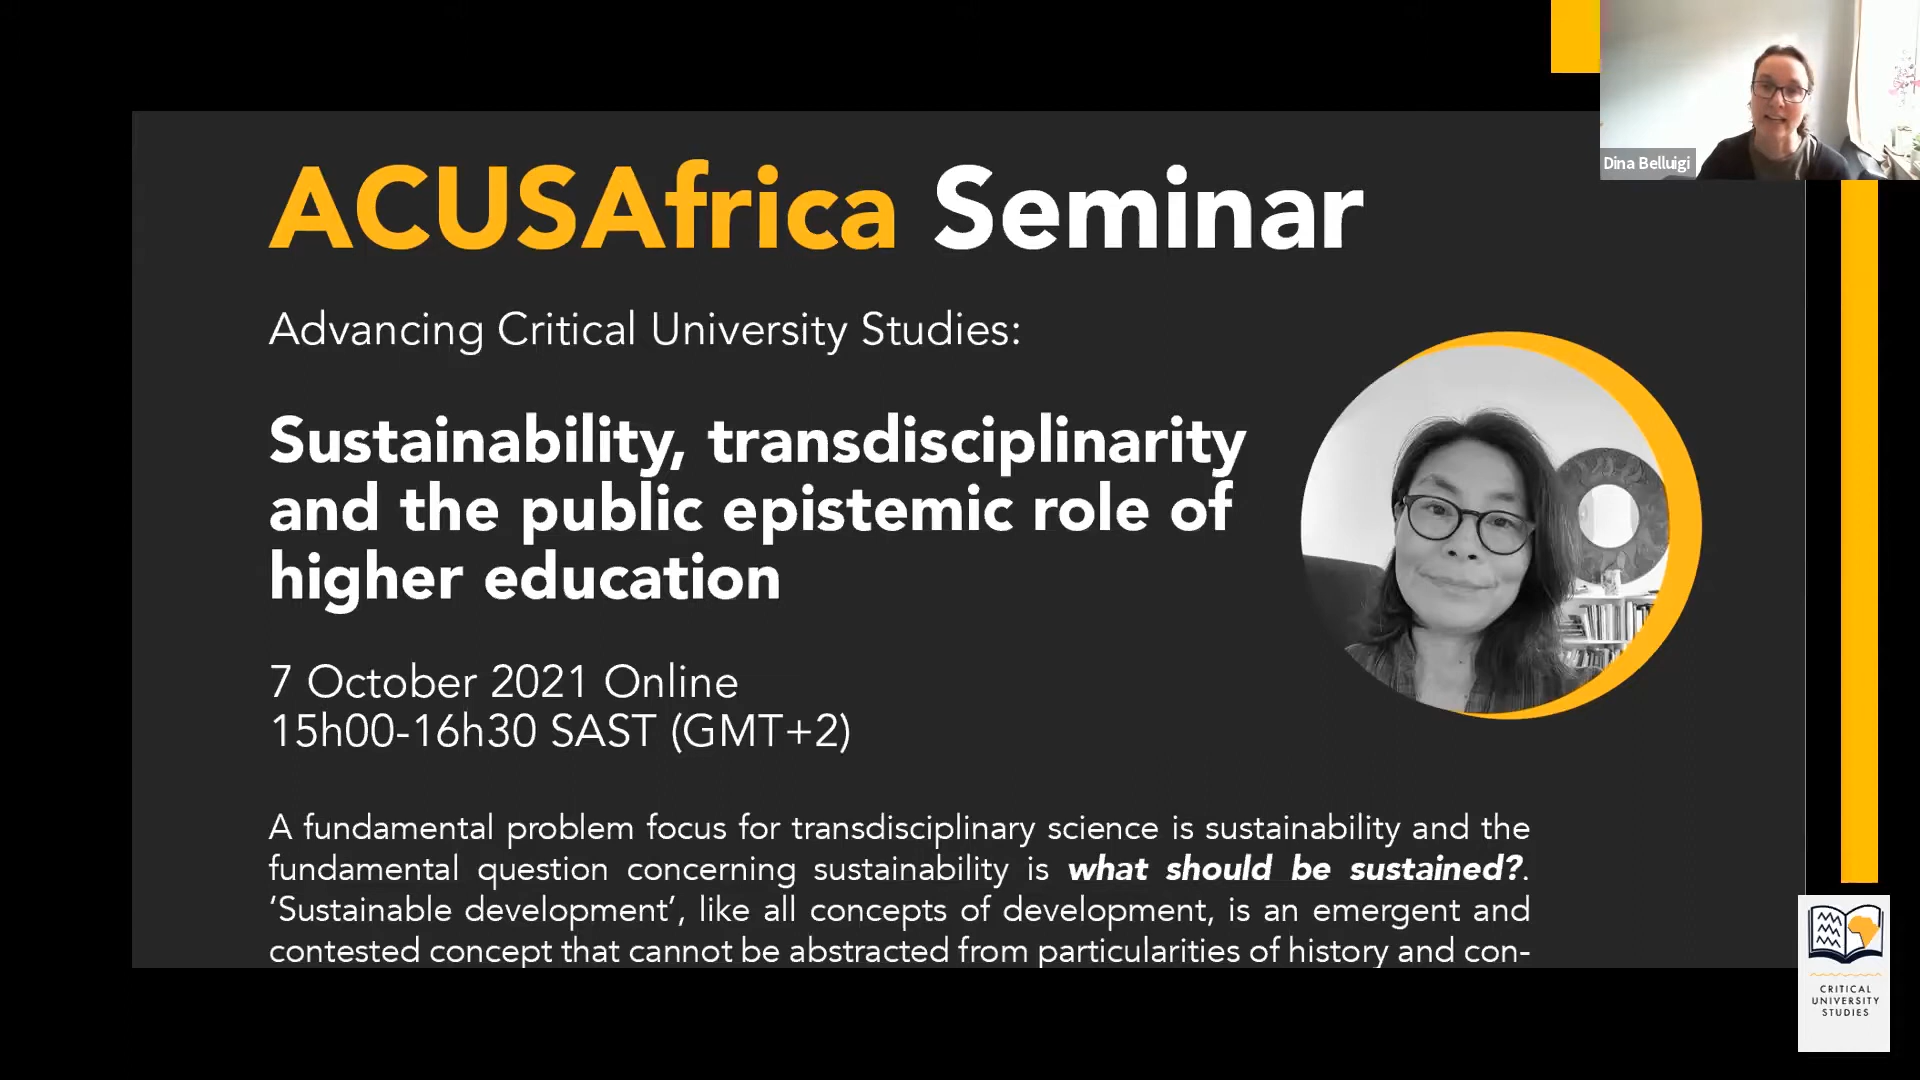 ACUSAfrica Seminar
Advancing Critical University Studies:
Sustainability, transdisciplinarity
and the public epistemic role of
higher education
7 October 2021 Online
15h00-16h30 SAST (GMT+2)
A fundamental problem focus for transdisciplinary science is sustainability and the
fundamental question concerning sustainability is what should be sustained?.
‘Sustainable development’, like all concepts of development, is an emergent and
contested concept that cannot be abstracted from particularities of history and con-
Dina Belluigi
CRITICAL
UNIVERSITY
STUDIES